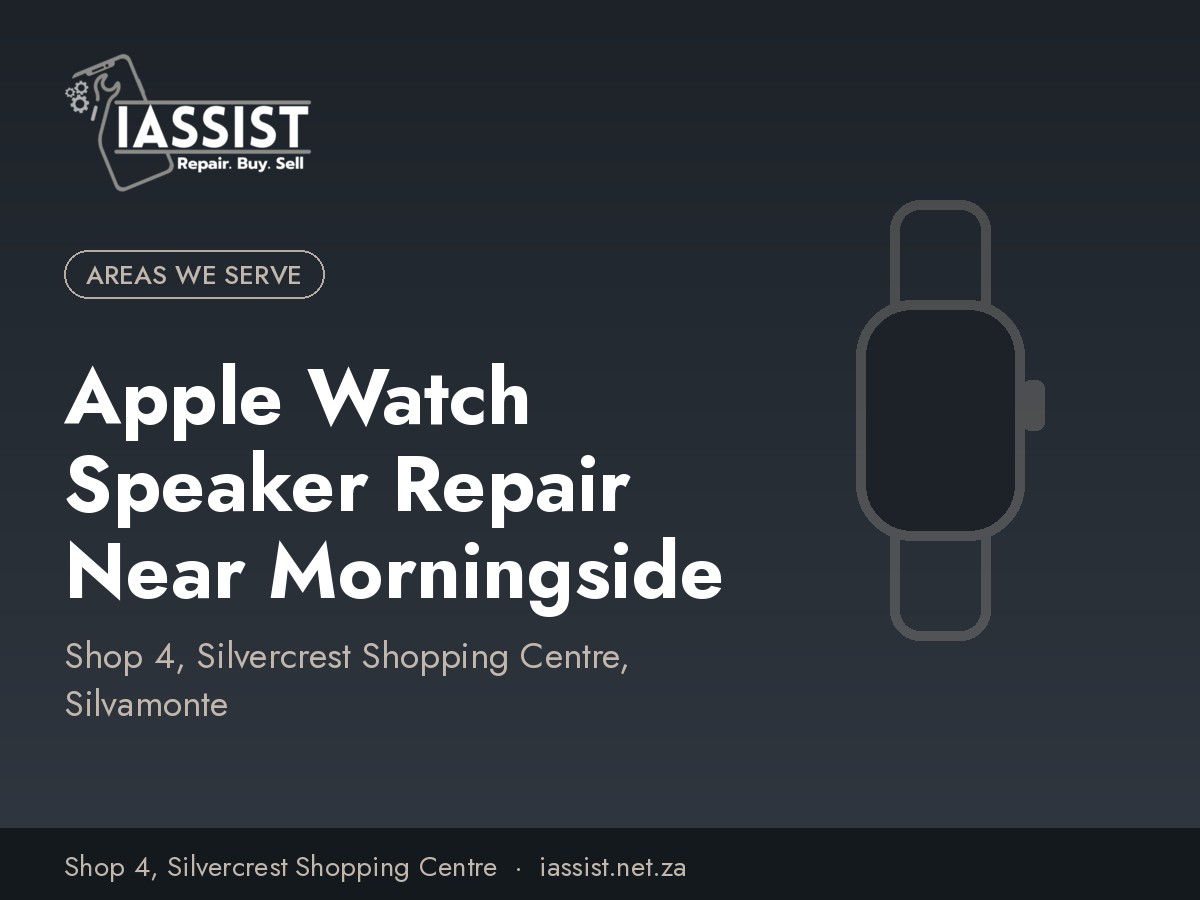 IASSIST
Repair. Buy. Sell
AREAS WE SERVE
Apple Watch
Speaker Repair
Near Morningside
Shop 4, Silvercrest Shopping Centre,
Silvamonte
Shop 4, Silvercrest Shopping Centre · iassist.net.za